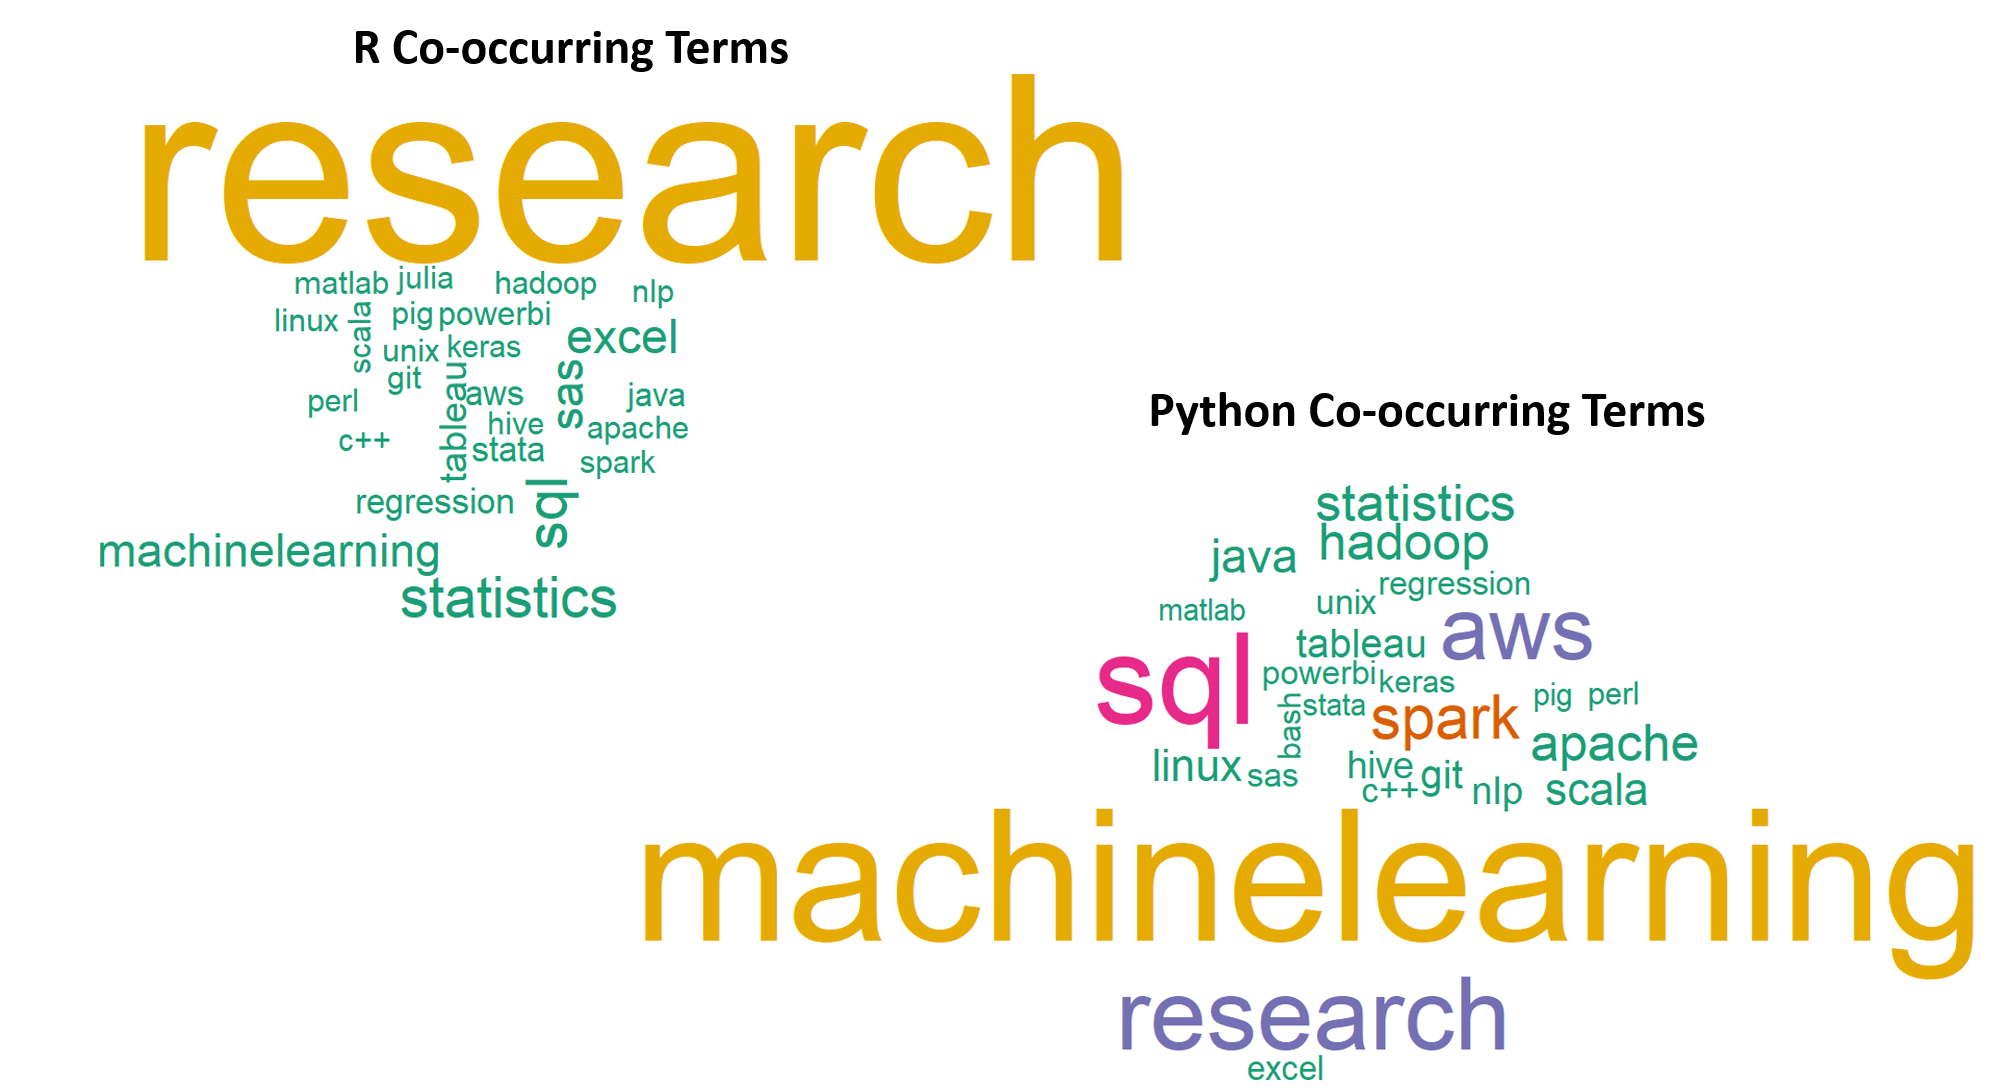 R Co-occurring Terms
research
matlab julia hadoop nlp
linux scala pig powerbi excel
unix keras
git tableau aws sas java
perl
hive apache
c++ stata spark
regression sql
machinelearning
statistics
Python Co-occurring Terms
statistics
java hadoop
regression
matlab unix aws
sql tableau
powerbi keras
bash stata spark pig perl
apache
linux sas hive git
c++ nlp scala
machinelearning
research
excel